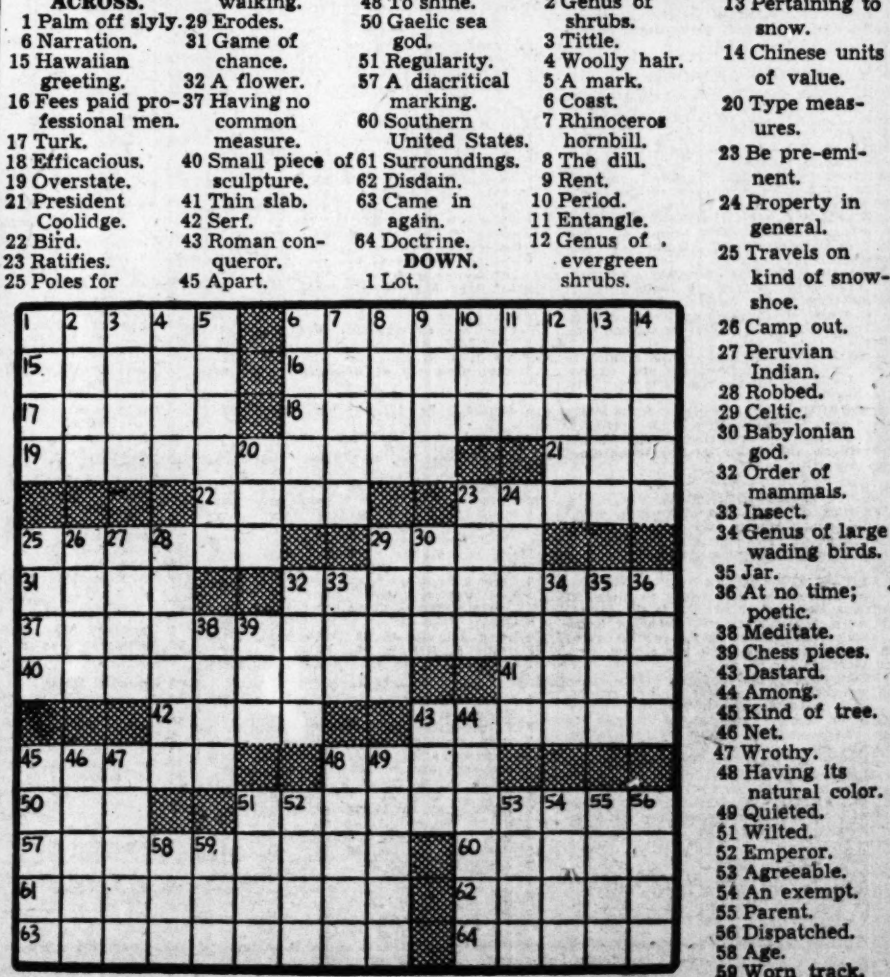 ACROSS.
1 Palm off slyly.
6 Narration.
15 Hawaiian
greeting.
16 Fees paid pro-
fessional men.
17 Turk.
18 Efficacious.
19 Overstate.
21 President
Coolidge.
22 Bird.
23 Ratifies.
25 Poles for
walking.
29 Erodes.
31 Game of
chance.
32 A flower.
37 Having no
common
measure.
40 Small piece of
sculpture.
41 Thin slab.
42 Serf.
43 Roman con-
queror.
45 Apart.
48 To shine.
50 Gaelic sea
god.
51 Regularity.
57 A diacritical
marking.
60 Southern
United States.
61 Surroundings.
62 Disdain.
63 Came in
again.
64 Doctrine.
DOWN.
1 Lot.
2 Genus of
shrubs.
3 Tittle.
4 Woolly hair.
5 A mark.
6 Coast.
7 Rhinoceros
hornbill.
8 The dill.
9 Rent.
10 Period.
11 Entangle.
12 Genus of
evergreen
shrubs.
13 Pertaining to
snow.
14 Chinese units
of value.
20 Type meas-
ures.
23 Be pre-emi-
nent.
24 Property in
general.
25 Travels on
kind of snow-
shoe.
26 Camp out.
27 Peruvian
Indian.
28 Robbed.
29 Celtic.
30 Babylonian
god.
32 Order of
mammals.
33 Insect.
34 Genus of large
wading birds.
35 Jar.
36 At no time;
poetic.
38 Meditate.
39 Chess pieces.
43 Dastard.
44 Among.
45 Kind of tree.
46 Net.
47 Wrothy.
48 Having its
natural color.
49 Quieted.
51 Wilted.
52 Emperor.
53 Agreeable.
54 An exempt.
55 Parent.
56 Dispatched.
58 Age.
59 Worn track.
1 2 3 4 5 6 7 8 9 10 11 12 13 14
15 16
17 18
19 20 21
22 23 24
25 26 27 28 29 30
31 32 33 34 35 36
37 38 39
40 41
42 43 44
45 46 47 48 49
50 51 52 53 54 55 56
57 58 59 60
61 62
63 64